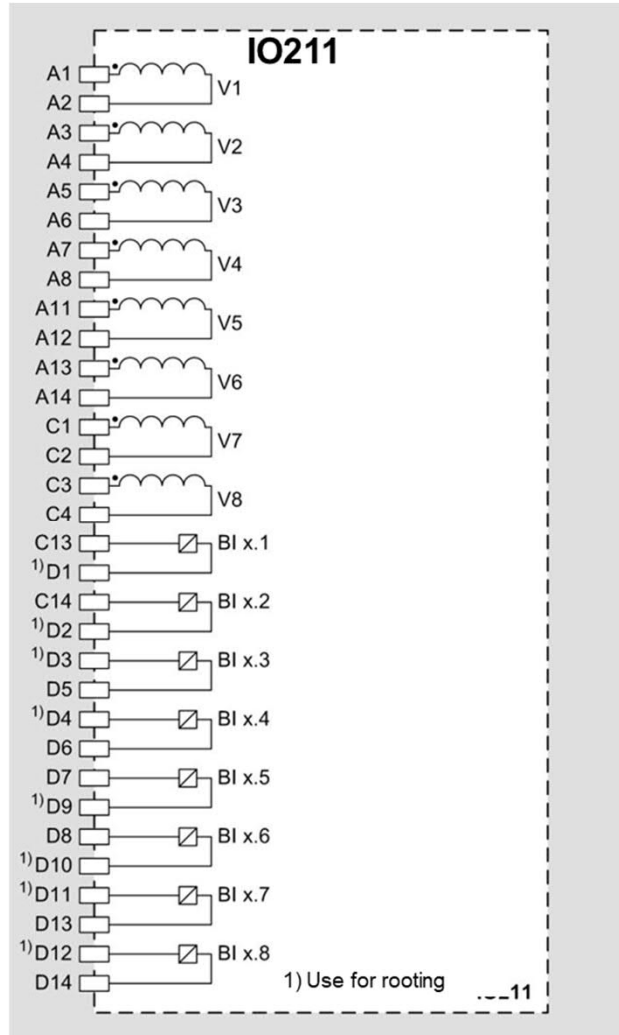 IO211
A1
V1
A2
A3
V2
A4
A5
V3
A6
A7
V4
A8
A11
V5
A12
A13
V6
A14
C1
V7
C2
C3
V8
C4
C13 BI x.1
1) D1
C14 BI x.2
1) D2
1) D3 BI x.3
D5
1) D4 BI x.4
D6
D7 BI x.5
1) D9
D8 BI x.6
1) D10
1) D11 BI x.7
D13
1) D12 BI x.8
D14
1) Use for rooting
11